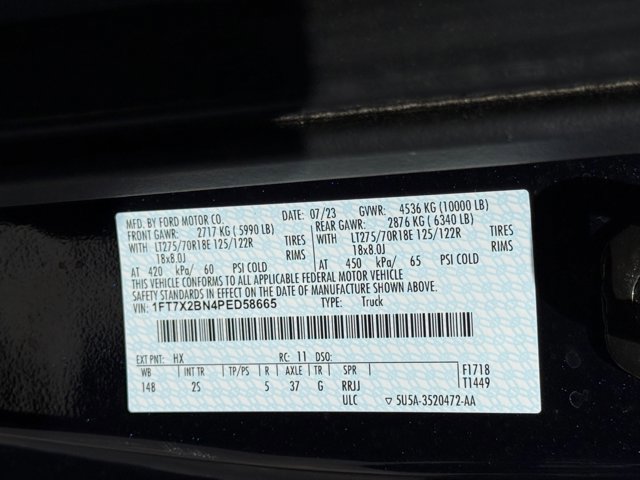 MFD. BY FORD MOTOR CO. DATE: 07/23 GVWR: 4536 KG (10000 LB)
FRONT GAWR: 2717 KG ( 5990 LB) REAR GAWR: 2876 KG ( 6340 LB)
WITH LT275/70R18E 125/122R TIRES WITH LT275/70R18E 125/122R TIRES
18x8.0J RIMS 18x8.0J RIMS
AT 420 kPa/ 60 PSI COLD AT 450 kPa/ 65 PSI COLD
THIS VEHICLE CONFORMS TO ALL APPLICABLE FEDERAL MOTOR VEHICLE
SAFETY STANDARDS IN EFFECT ON THE DATE OF MANUFACTURE SHOWN ABOVE.
VIN: 1FT7X2BN4PED58665 TYPE: Truck
EXT PNT: HX RC: 11 DSO:
WB INT TR TP/PS R AXLE TR SPR F1718
148 2S 5 37 G RRJJ T1449
ULC ▽ 5U5A-3520472-AA